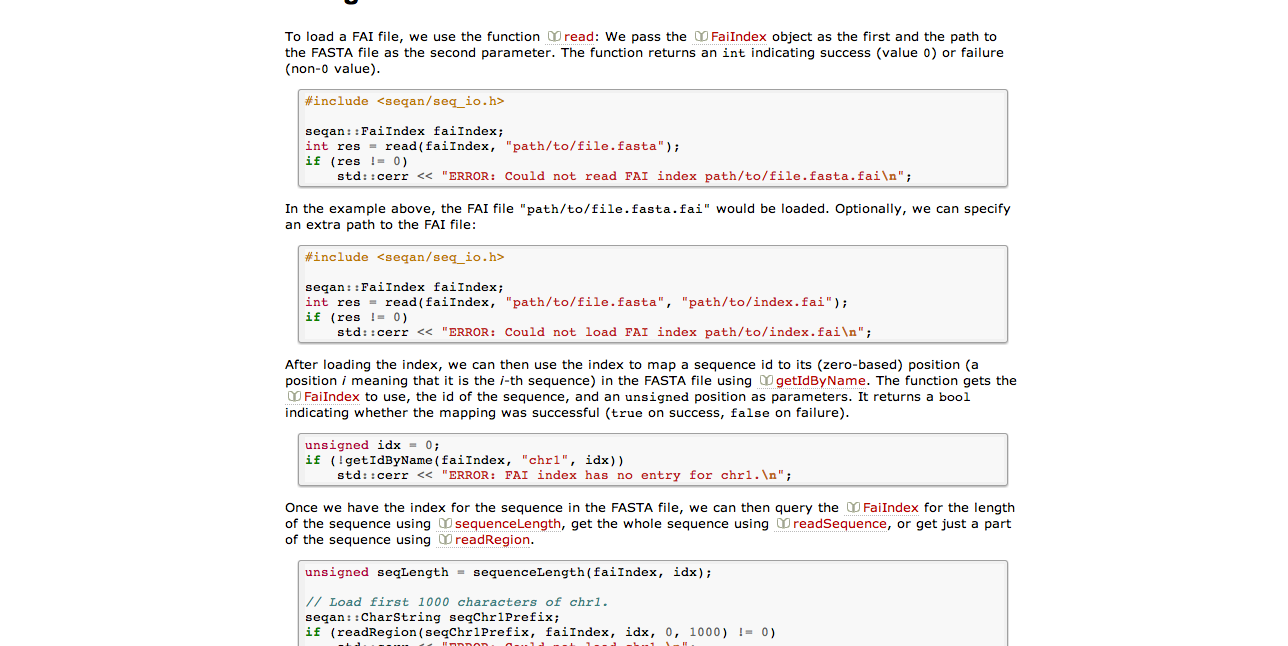 To load a FAI file, we use the function read: We pass the FaiIndex object as the first and the path to
the FASTA file as the second parameter. The function returns an int indicating success (value 0) or failure
(non-0 value).
#include <seqan/seq_io.h>
seqan::FaiIndex faiIndex;
int res = read(faiIndex, "path/to/file.fasta");
if (res != 0)
    std::cerr << "ERROR: Could not read FAI index path/to/file.fasta.fai\n";
In the example above, the FAI file "path/to/file.fasta.fai" would be loaded. Optionally, we can specify
an extra path to the FAI file:
#include <seqan/seq_io.h>
seqan::FaiIndex faiIndex;
int res = read(faiIndex, "path/to/file.fasta", "path/to/index.fai");
if (res != 0)
    std::cerr << "ERROR: Could not load FAI index path/to/index.fai\n";
After loading the index, we can then use the index to map a sequence id to its (zero-based) position (a
position i meaning that it is the i-th sequence) in the FASTA file using getIdByName. The function gets the
FaiIndex to use, the id of the sequence, and an unsigned position as parameters. It returns a bool
indicating whether the mapping was successful (true on success, false on failure).
unsigned idx = 0;
if (!getIdByName(faiIndex, "chr1", idx))
    std::cerr << "ERROR: FAI index has no entry for chr1.\n";
Once we have the index for the sequence in the FASTA file, we can then query the FaiIndex for the length
of the sequence using sequenceLength, get the whole sequence using readSequence, or get just a part
of the sequence using readRegion.
unsigned seqLength = sequenceLength(faiIndex, idx);
// Load first 1000 characters of chr1.
seqan::CharString seqChr1Prefix;
if (readRegion(seqChr1Prefix, faiIndex, idx, 0, 1000) != 0)